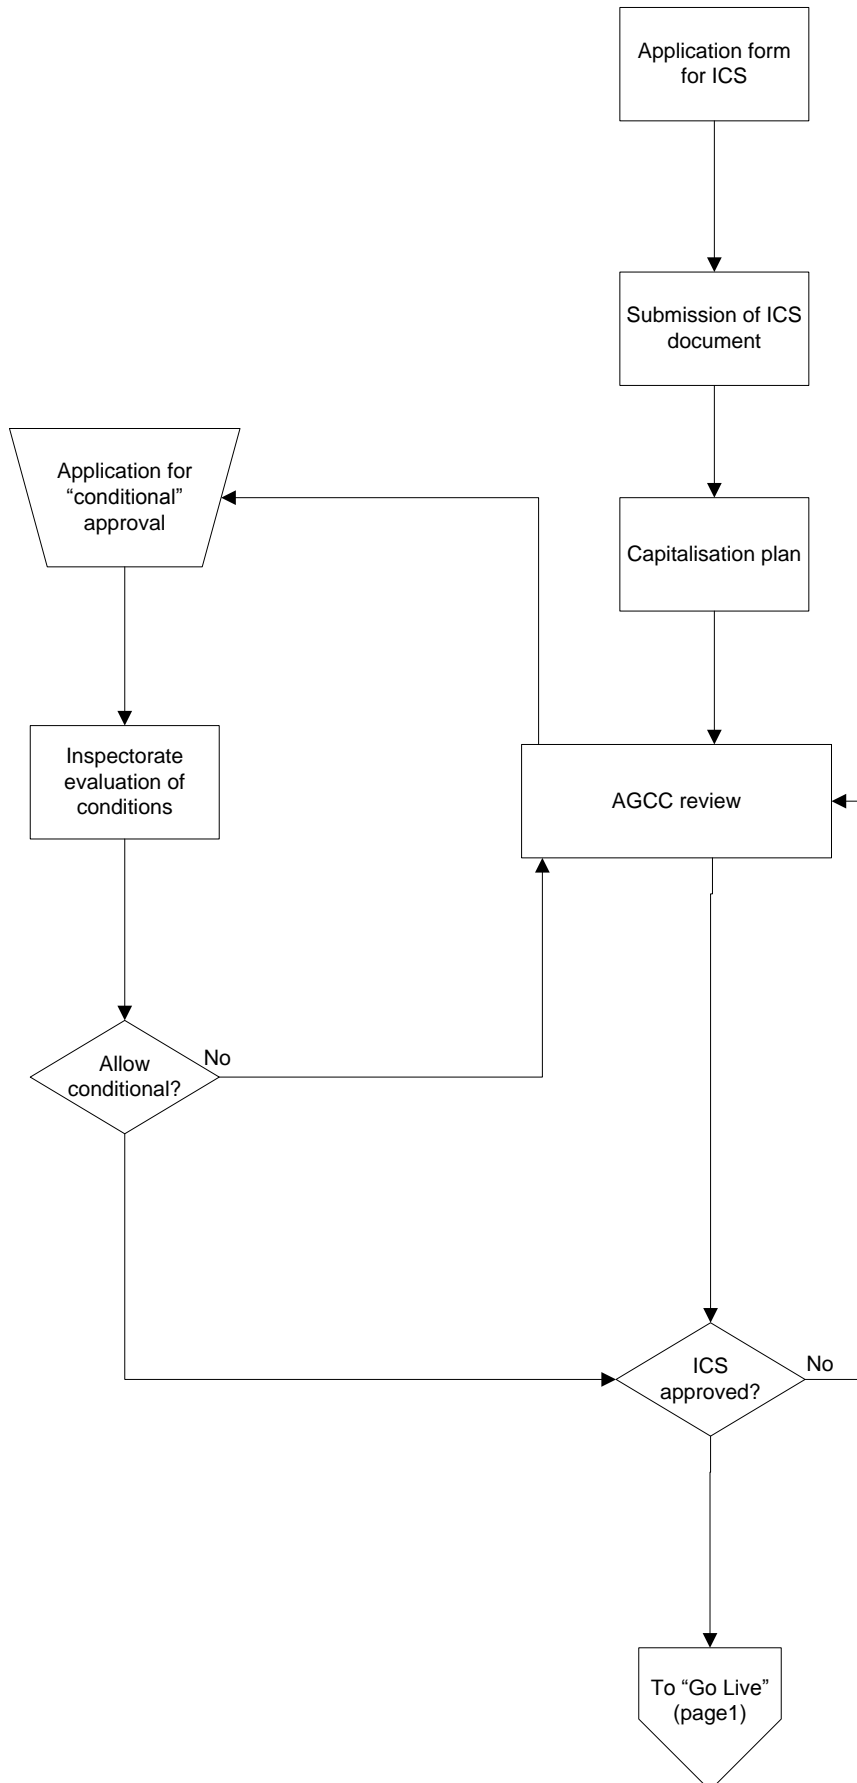 Application form
for ICS
Submission of ICS
document
Application for
“conditional”
approval
Capitalisation plan
Inspectorate
evaluation of
conditions
AGCC review
Allow
conditional?
No
ICS
approved?
No
To “Go Live”
(page1)